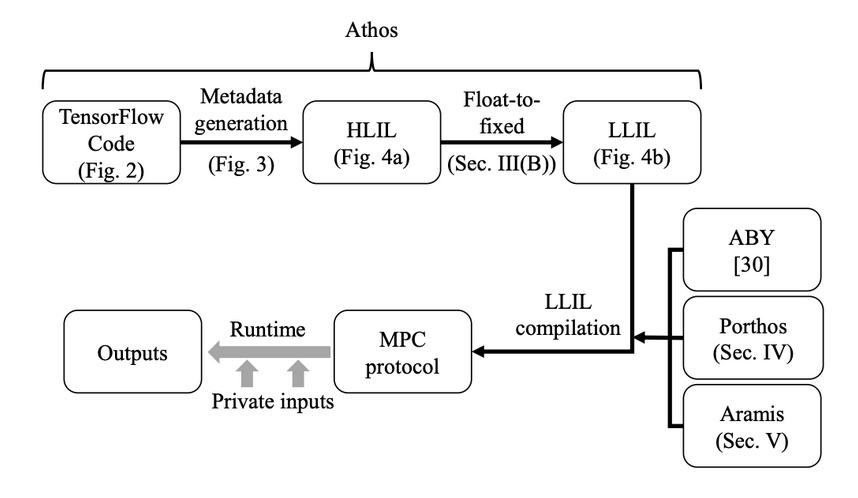 Athos
TensorFlow
Code
(Fig. 2)
Metadata
generation
(Fig. 3)
HLIL
(Fig. 4a)
Float-to-
fixed
(Sec. III(B))
LLIL
(Fig. 4b)
ABY
[30]
Porthos
(Sec. IV)
Aramis
(Sec. V)
LLIL
compilation
MPC
protocol
Runtime
Private inputs
Outputs